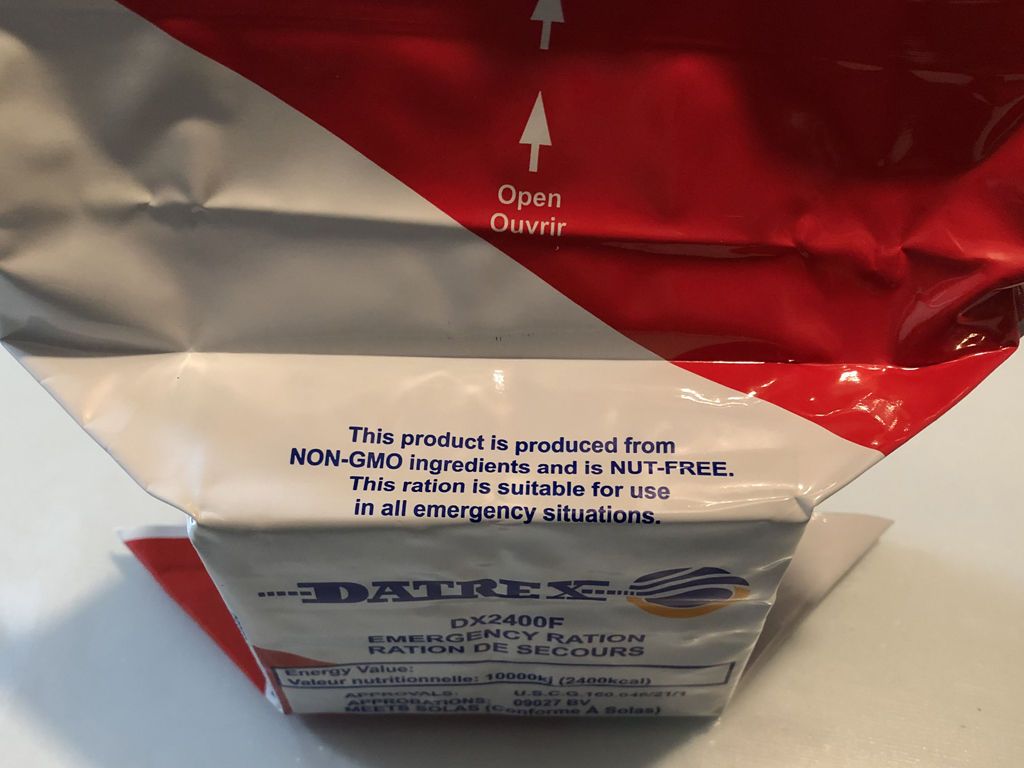 Open
Ouvrir
This product is produced from
NON-GMO ingredients and is NUT-FREE.
This ration is suitable for use
in all emergency situations.
DATREX
DX2400F
EMERGENCY RATION
RATION DE SECOURS
Energy Value:
Valeur nutritionnelle: 10000kj (2400kcal)
APPROVALS: U.S.C.G.160.046/21/1
APPROBATIONS: 09027 BV
MEETS SOLAS (Conforme À Solas)